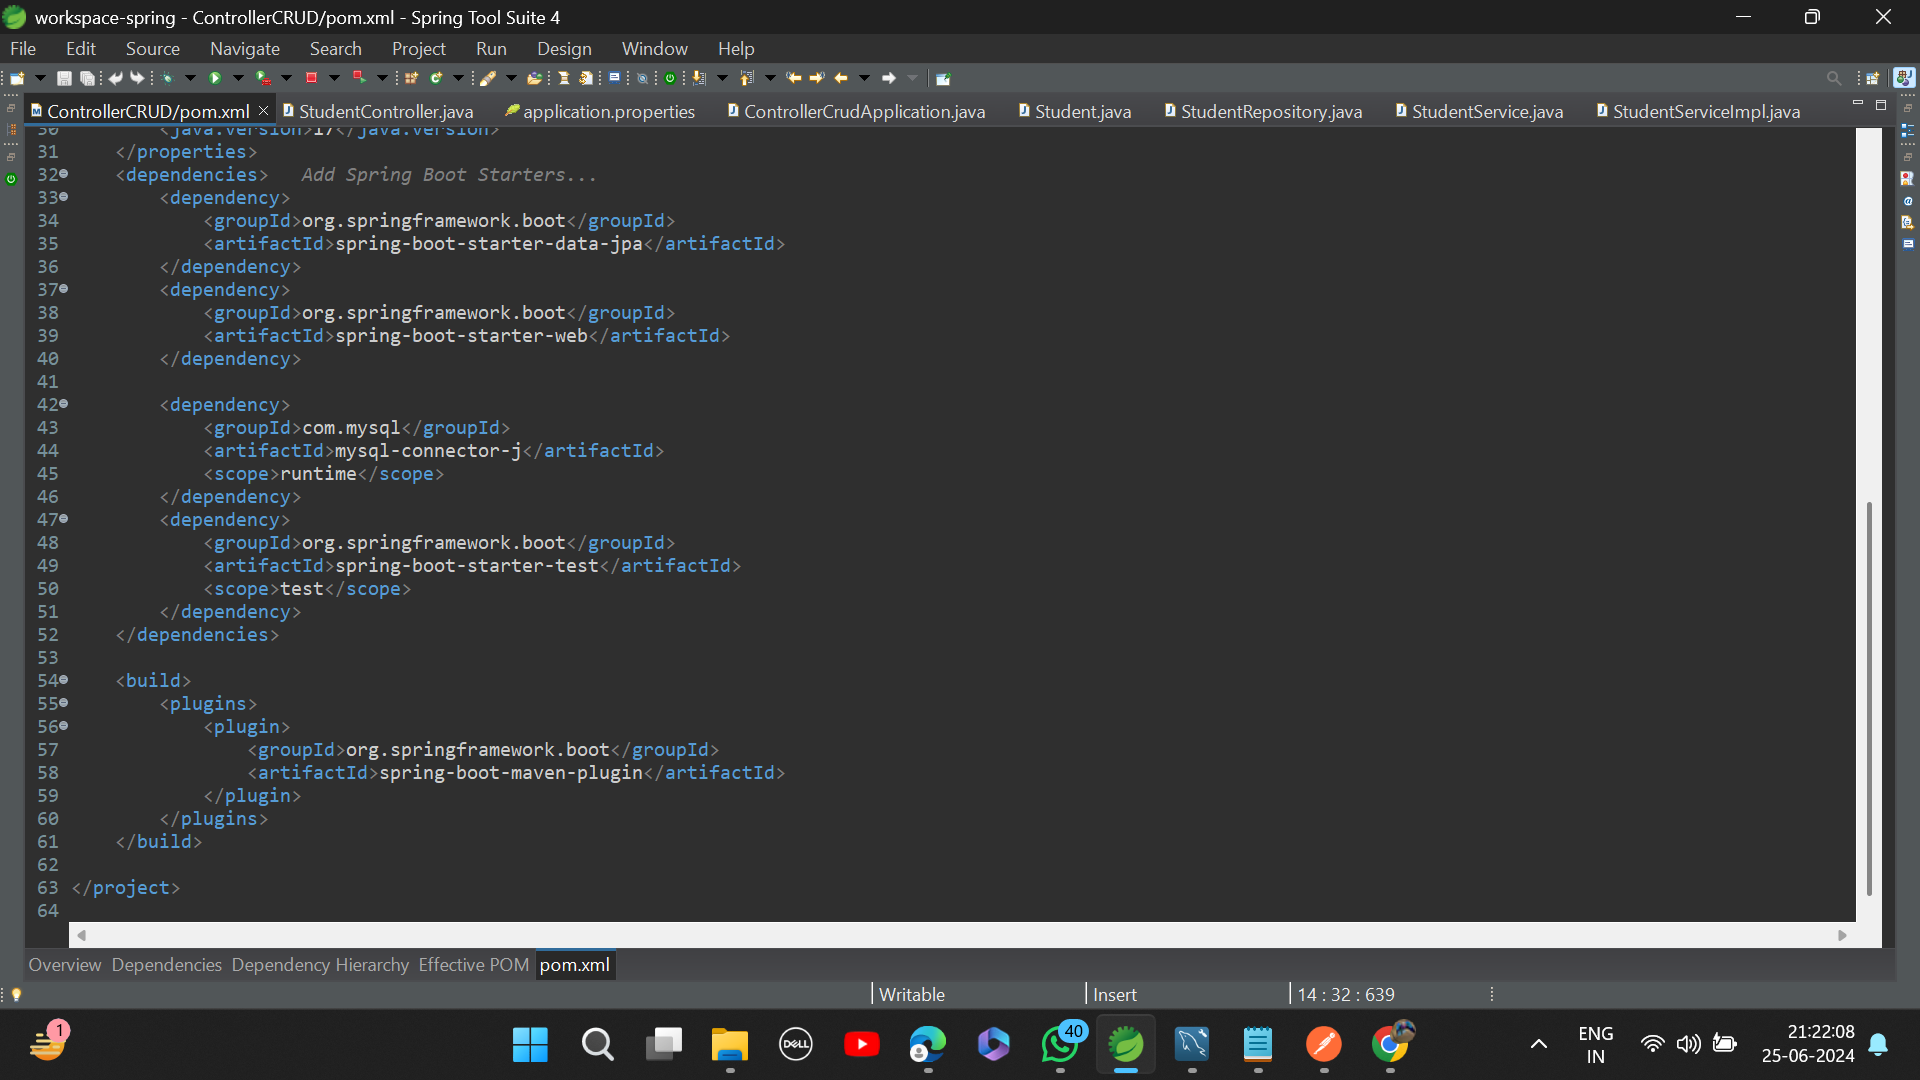 workspace-spring - ControllerCRUD/pom.xml - Spring Tool Suite 4
File Edit Source Navigate Search Project Run Design Window Help
ControllerCRUD/pom.xml StudentController.java application.properties ControllerCrudApplication.java Student.java StudentRepository.java StudentService.java StudentServiceImpl.java
30 <java.version>17</java.version>
31 </properties>
32 <dependencies> Add Spring Boot Starters...
33 <dependency>
34 <groupId>org.springframework.boot</groupId>
35 <artifactId>spring-boot-starter-data-jpa</artifactId>
36 </dependency>
37 <dependency>
38 <groupId>org.springframework.boot</groupId>
39 <artifactId>spring-boot-starter-web</artifactId>
40 </dependency>
41
42 <dependency>
43 <groupId>com.mysql</groupId>
44 <artifactId>mysql-connector-j</artifactId>
45 <scope>runtime</scope>
46 </dependency>
47 <dependency>
48 <groupId>org.springframework.boot</groupId>
49 <artifactId>spring-boot-starter-test</artifactId>
50 <scope>test</scope>
51 </dependency>
52 </dependencies>
53
54 <build>
55 <plugins>
56 <plugin>
57 <groupId>org.springframework.boot</groupId>
58 <artifactId>spring-boot-maven-plugin</artifactId>
59 </plugin>
60 </plugins>
61 </build>
62
63 </project>
64
Overview Dependencies Dependency Hierarchy Effective POM pom.xml
Writable Insert 14 : 32 : 639
1
DELL
40
ENG
IN
21:22:08
25-06-2024